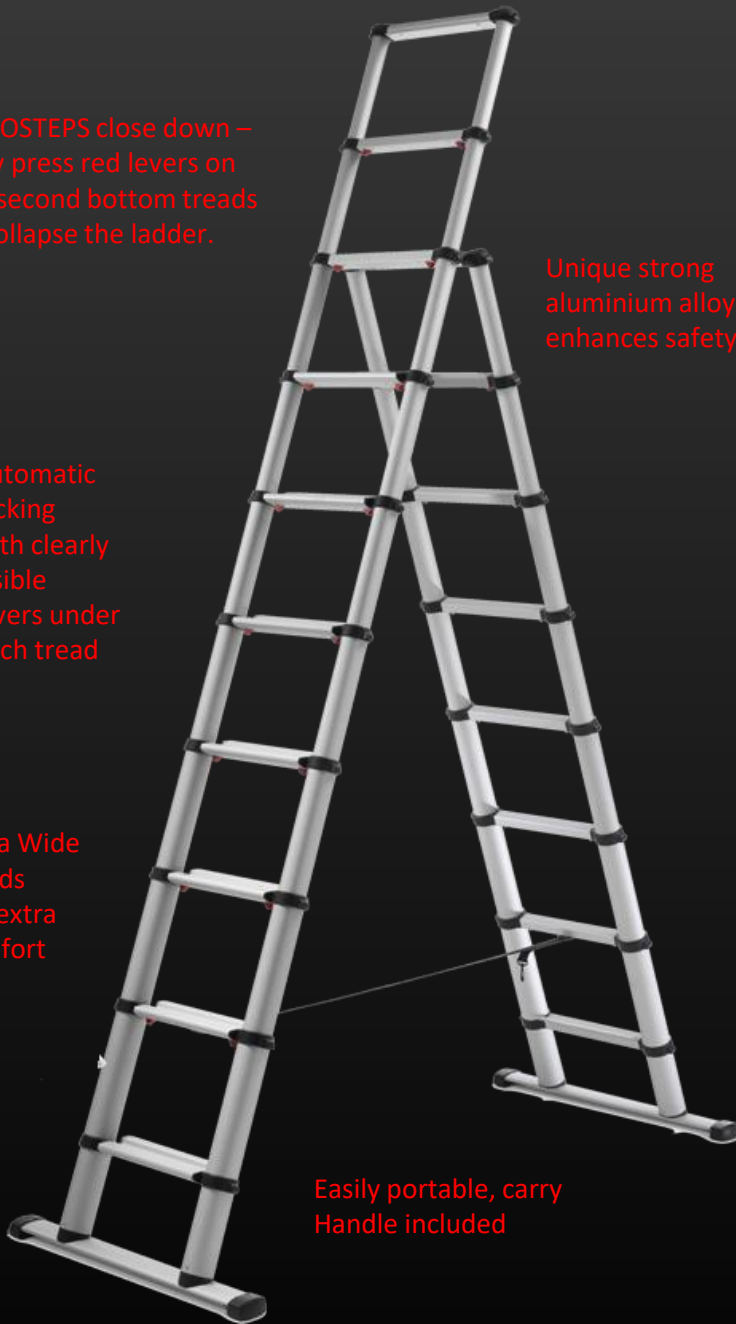 OSTEPS close down –
press red levers on
second bottom treads
ollapse the ladder.
Unique strong
aluminium alloy
enhances safety
utomatic
cking
th clearly
sible
vers under
ch tread
a Wide
ds
extra
fort
Easily portable, carry
Handle included